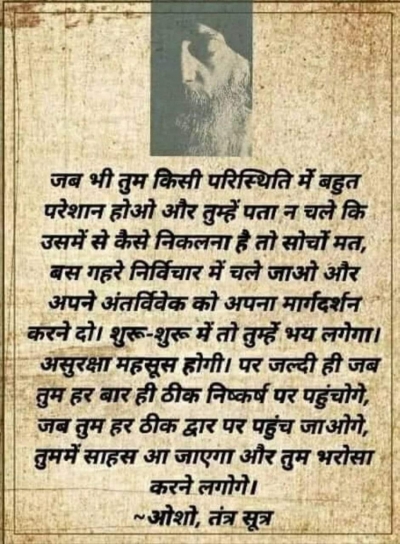 जब भी तुम किसी परिस्थिति में बहुत
परेशान होओ और तुम्हें पता न चले कि
उसमें से कैसे निकलना है तो सोचों मत,
बस गहरे निर्विचार में चले जाओ और
अपने अंतर्विवेक को अपना मार्गदर्शन
करने दो। शुरू-शुरू में तो तुम्हें भय लगेगा।
असुरक्षा महसूस होगी। पर जल्दी ही जब
तुम हर बार ही ठीक निष्कर्ष पर पहुंचोगे,
जब तुम हर ठीक द्वार पर पहुंच जाओगे,
तुममें साहस आ जाएगा और तुम भरोसा
करने लगोगे।
~ओशो, तंत्र सूत्र